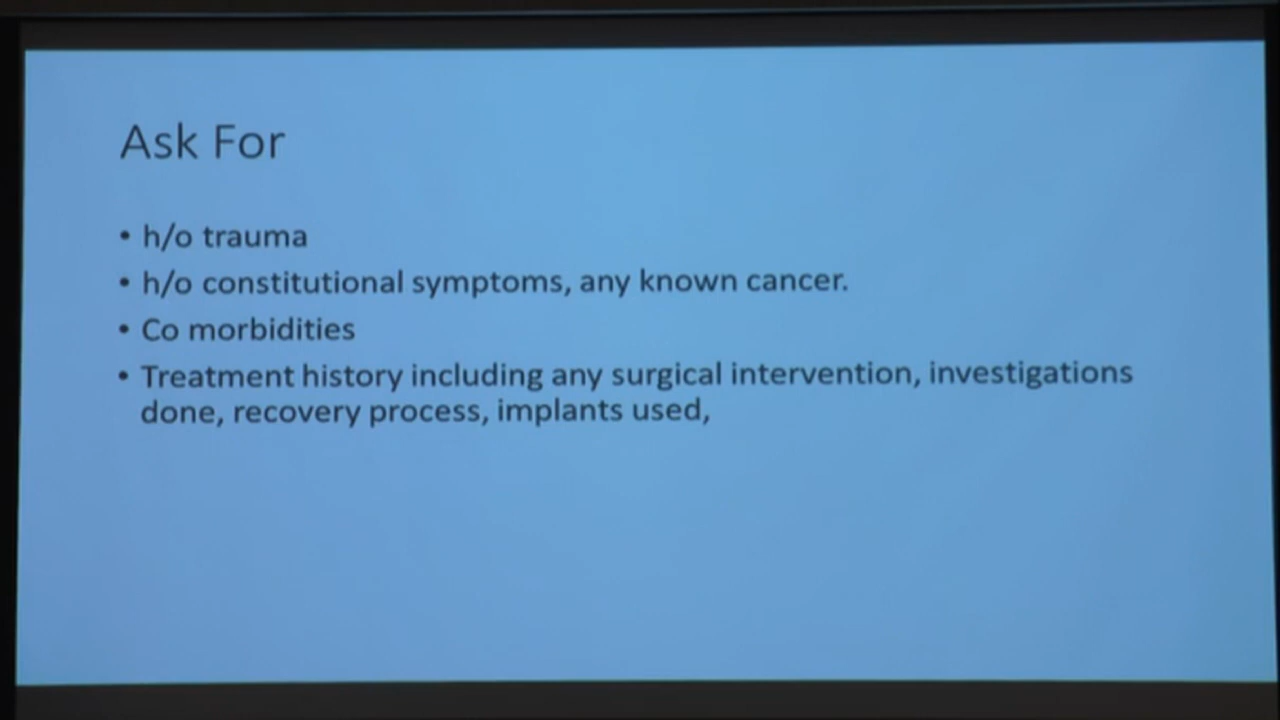 Ask For
• h/o trauma
• h/o constitutional symptoms, any known cancer.
• Co morbidities
• Treatment history including any surgical intervention, investigations
done, recovery process, implants used,